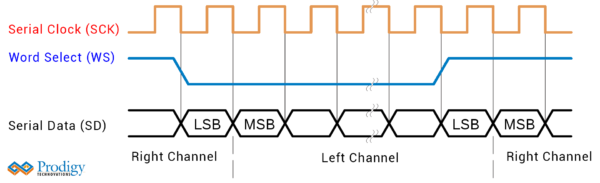 Serial Clock (SCK)
Word Select (WS)
Serial Data (SD)
LSB MSB LSB MSB
Right Channel Left Channel Right Channel
Prodigy
TECHNOVATIONS